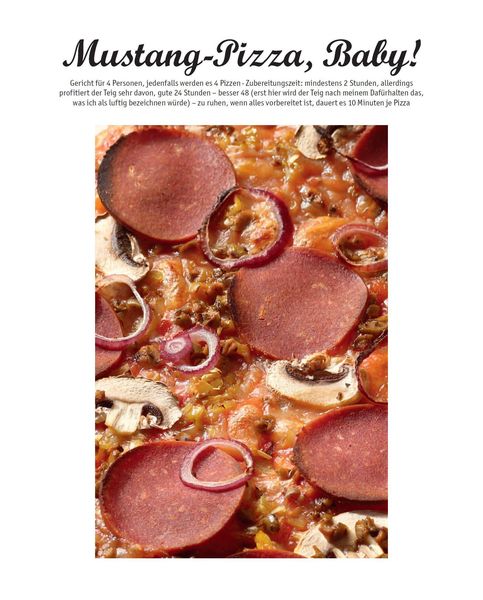 Mustang-Pizza, Baby!
Gericht für 4 Personen, jedenfalls werden es 4 Pizzen - Zubereitungszeit: mindestens 2 Stunden, allerdings
profitiert der Teig sehr davon, gute 24 Stunden – besser 48 (erst hier wird der Teig nach meinem Dafürhalten das,
was ich als luftig bezeichnen würde) – zu ruhen, wenn alles vorbereitet ist, dauert es 10 Minuten je Pizza